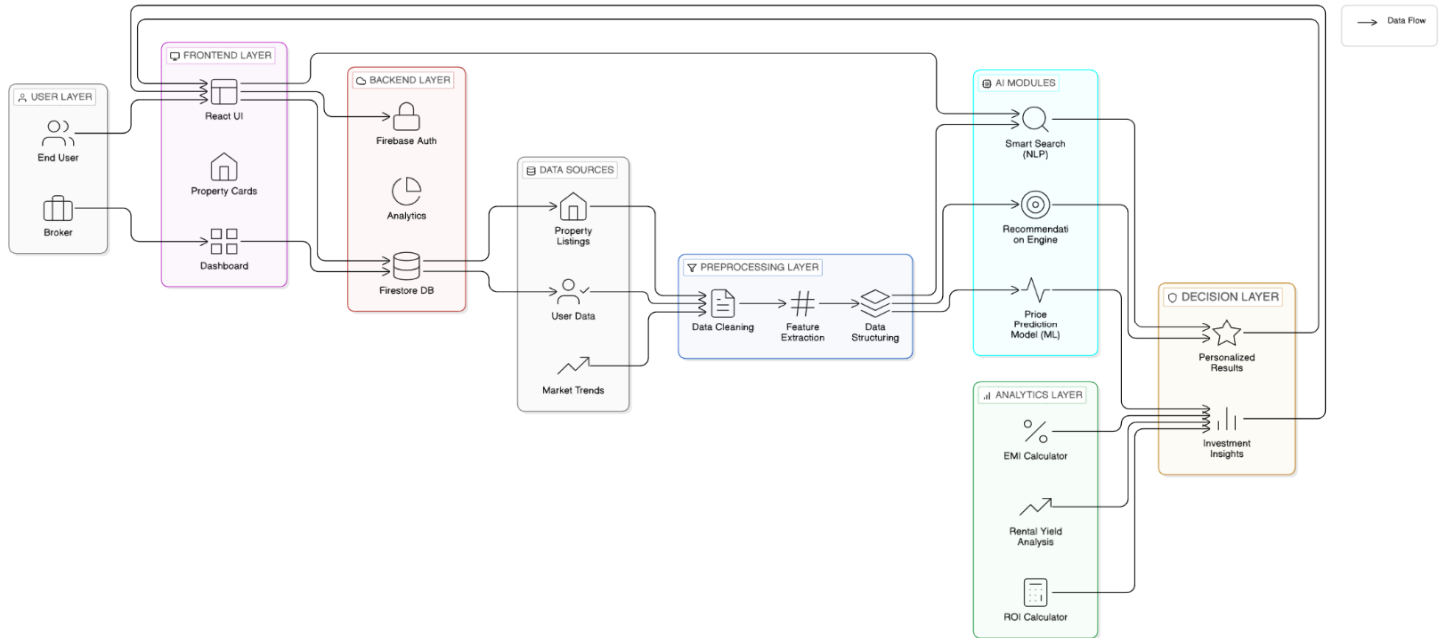 Data Flow
USER LAYER
End User
Broker
FRONTEND LAYER
React UI
Property Cards
Dashboard
BACKEND LAYER
Firebase Auth
Analytics
Firestore DB
DATA SOURCES
Property
Listings
User Data
Market Trends
PREPROCESSING LAYER
Data Cleaning
Feature
Extraction
Data
Structuring
AI MODULES
Smart Search
(NLP)
Recommendati
on Engine
Price
Prediction
Model (ML)
ANALYTICS LAYER
EMI Calculator
Rental Yield
Analysis
ROI Calculator
DECISION LAYER
Personalized
Results
Investment
Insights